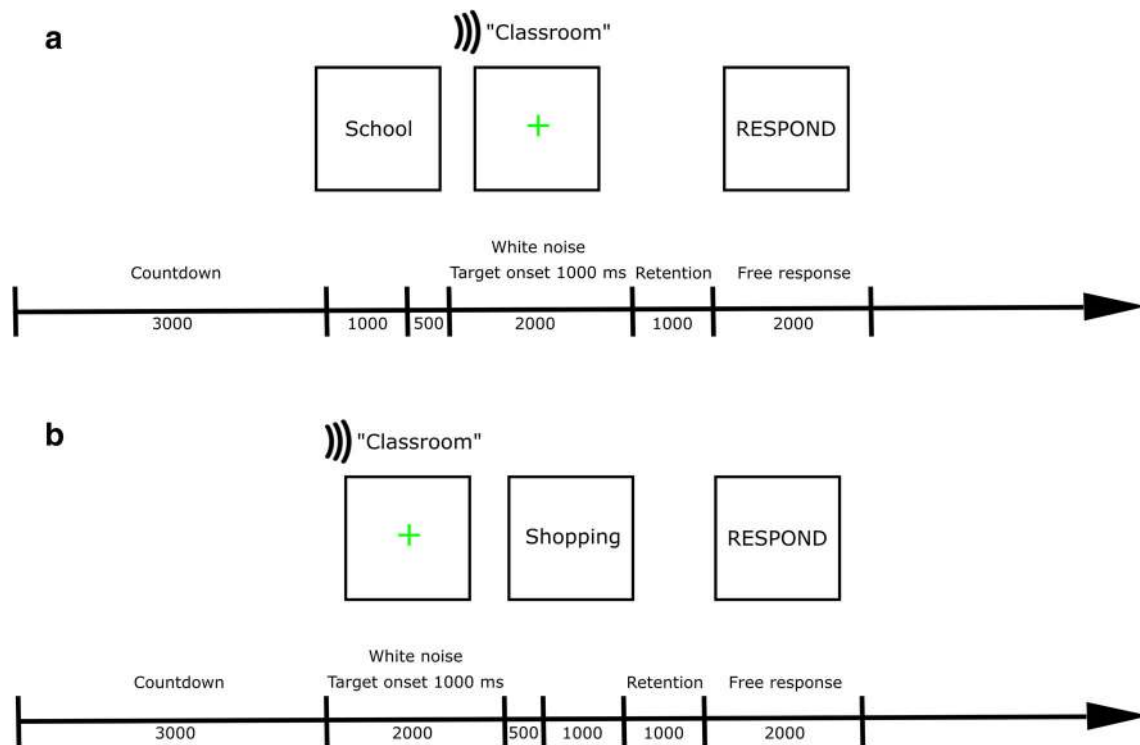 a
"Classroom"
School
RESPOND
White noise
Countdown
Target onset 1000 ms
Retention
Free response
3000
1000
500
2000
1000
2000
b
"Classroom"
Shopping
RESPOND
White noise
Countdown
Target onset 1000 ms
Retention
Free response
3000
2000
500
1000
1000
2000